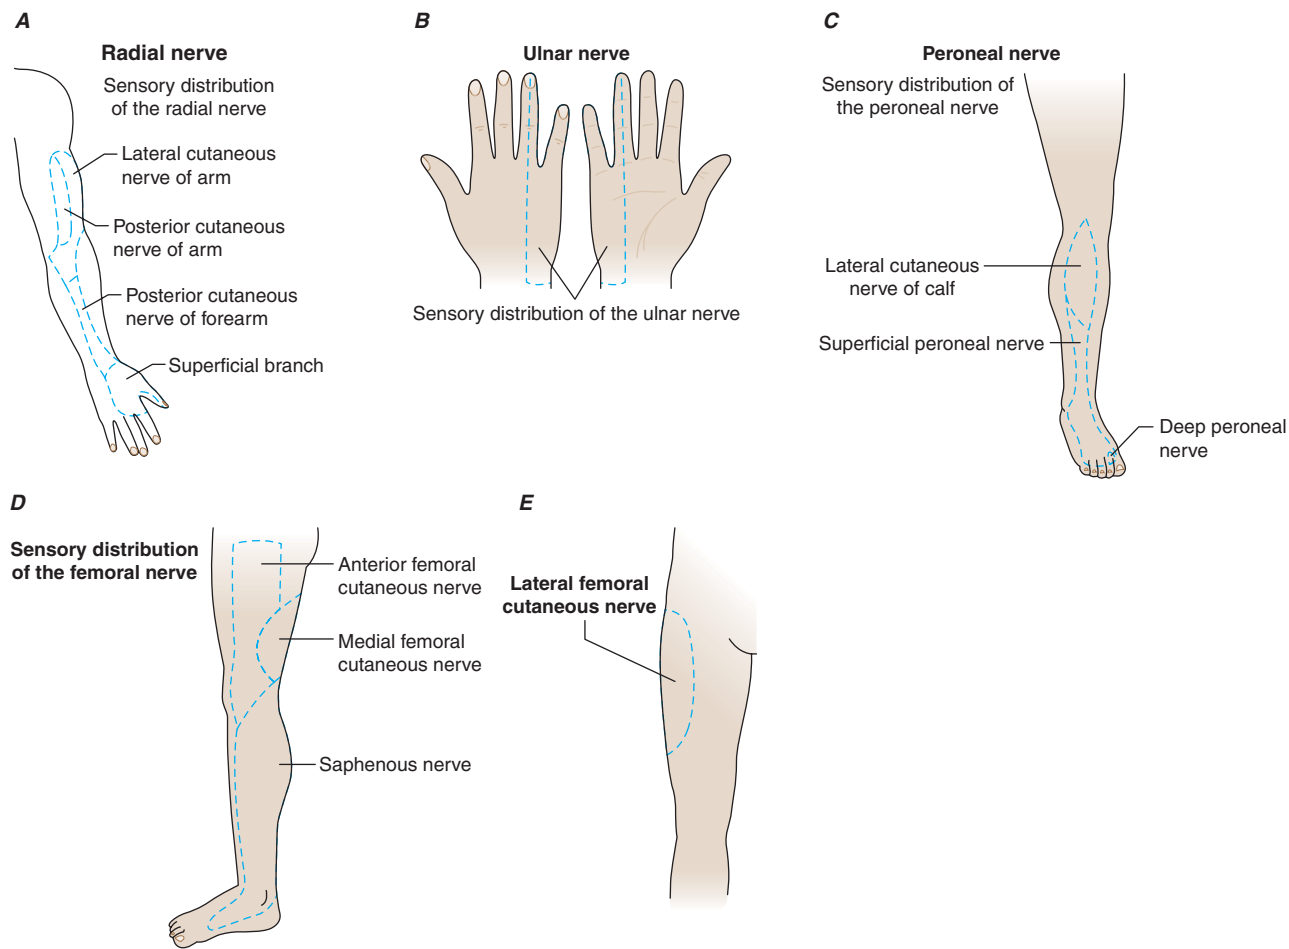 A
Radial nerve
Sensory distribution
of the radial nerve
Lateral cutaneous
nerve of arm
Posterior cutaneous
nerve of arm
Posterior cutaneous
nerve of forearm
Superficial branch
B
Ulnar nerve
Sensory distribution of the ulnar nerve
C
Peroneal nerve
Sensory distribution of
the peroneal nerve
Lateral cutaneous
nerve of calf
Superficial peroneal nerve
Deep peroneal
nerve
D
Sensory distribution
of the femoral nerve
Anterior femoral
cutaneous nerve
Medial femoral
cutaneous nerve
Saphenous nerve
E
Lateral femoral
cutaneous nerve